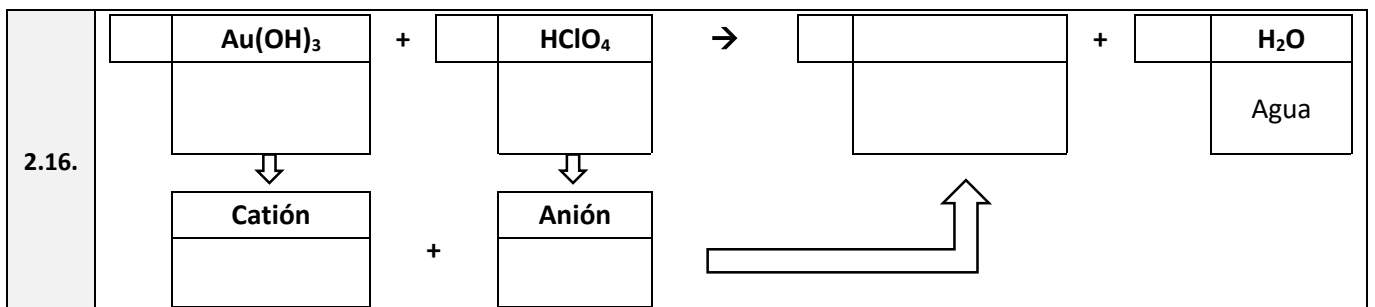 Au(OH)₃ + HClO₄ → + H₂O
Agua
2.16.
Catión Anión
+